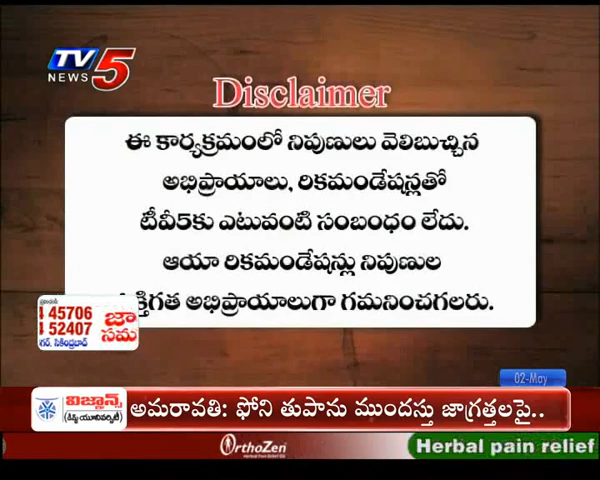 TV5
NEWS
Disclaimer
ఈ కార్యక్రమంలో నిపుణులు వెలిబుచ్చిన
అభిప్రాయాలు, రికమండేషన్లతో
టీవీ5కు ఎటువంటి సంబంధం లేదు.
ఆయా రికమండేషన్లు నిపుణుల
అభిప్రాయాలుగా గమనించగలరు.
45706
52407
జా
సమ
సికింద్రాబాద్
02-May
విజ్ఞాన్స్
అమరావతి: ఫోని తుపాను ముందస్తు జాగ్రత్తలపై..
OrthoZen
Herbal pain relief